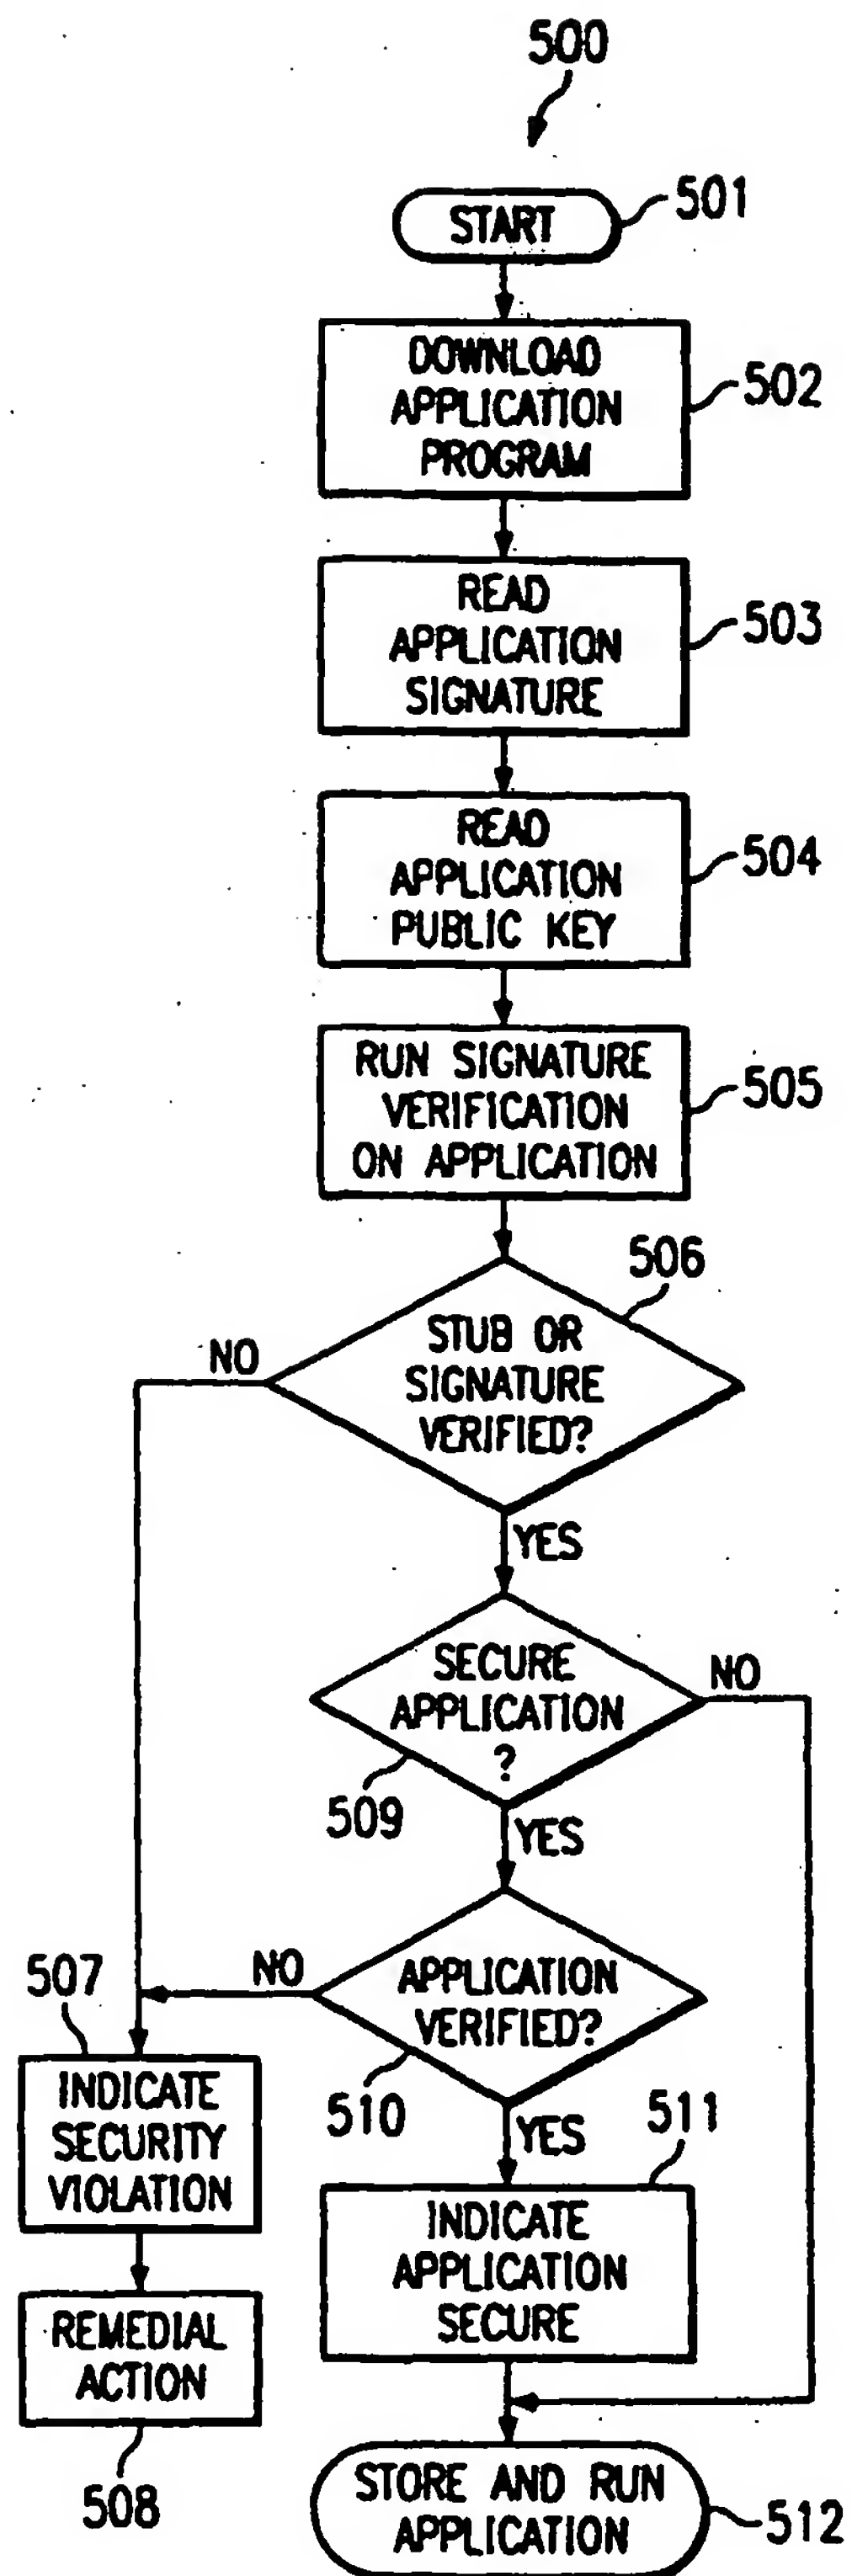 500
START
501
DOWNLOAD
APPLICATION
PROGRAM
502
READ
APPLICATION
SIGNATURE
503
READ
APPLICATION
PUBLIC KEY
504
RUN SIGNATURE
VERIFICATION
ON APPLICATION
505
506
STUB OR
SIGNATURE
VERIFIED?
NO
YES
SECURE
APPLICATION
?
NO
509
YES
507
NO
APPLICATION
VERIFIED?
510
YES
511
INDICATE
SECURITY
VIOLATION
INDICATE
APPLICATION
SECURE
REMEDIAL
ACTION
508
STORE AND RUN
APPLICATION
512